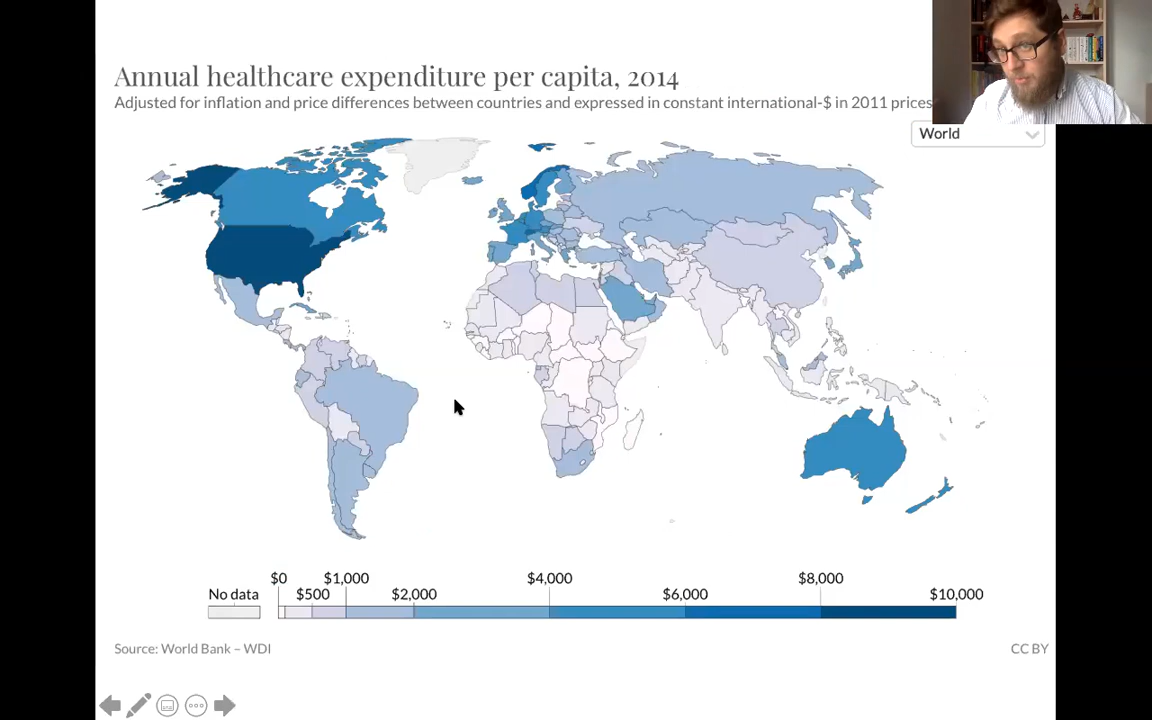 Annual healthcare expenditure per capita, 2014
Adjusted for inflation and price differences between countries and expressed in constant international-$ in 2011 prices
World
$0 $1,000 $4,000 $8,000
No data $500 $2,000 $6,000 $10,000
Source: World Bank – WDI CC BY